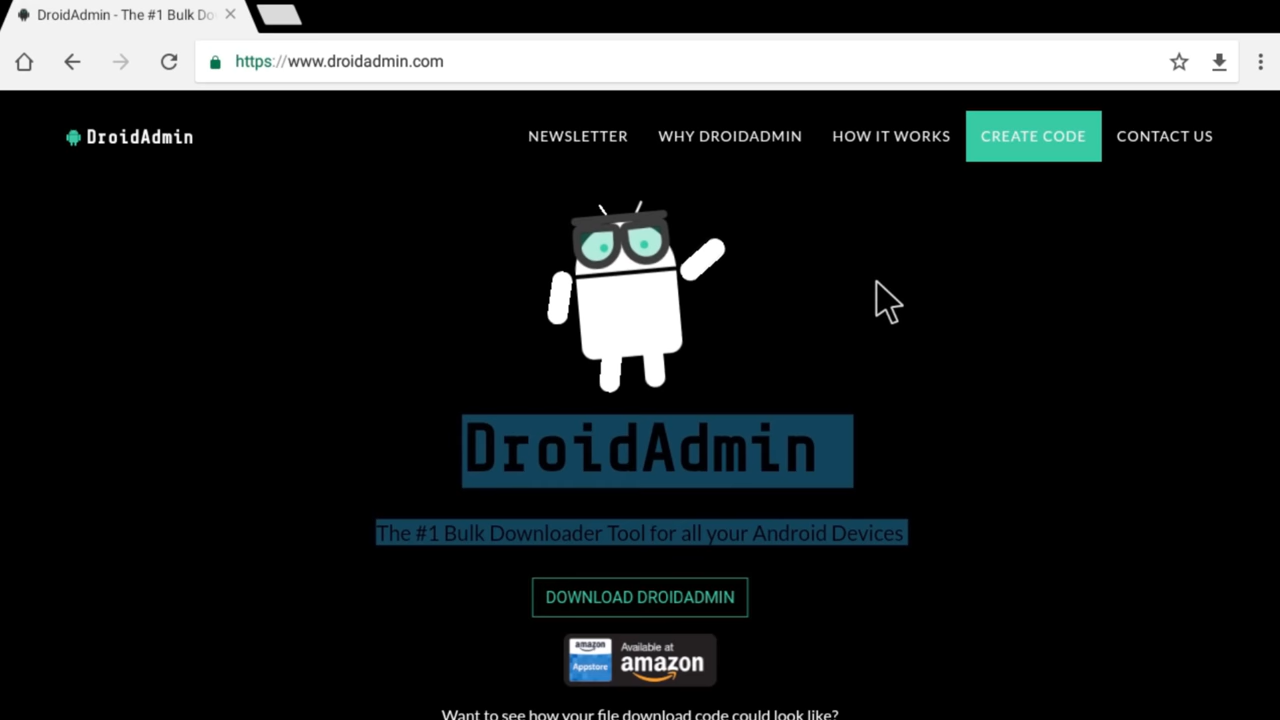 DroidAdmin - The #1 Bulk Do
https://www.droidadmin.com
DroidAdmin
NEWSLETTER WHY DROIDADMIN HOW IT WORKS CREATE CODE CONTACT US
DroidAdmin
The #1 Bulk Downloader Tool for all your Android Devices
DOWNLOAD DROIDADMIN
amazon
Appstore
Available at
amazon
Want to see how your file download code could look like?